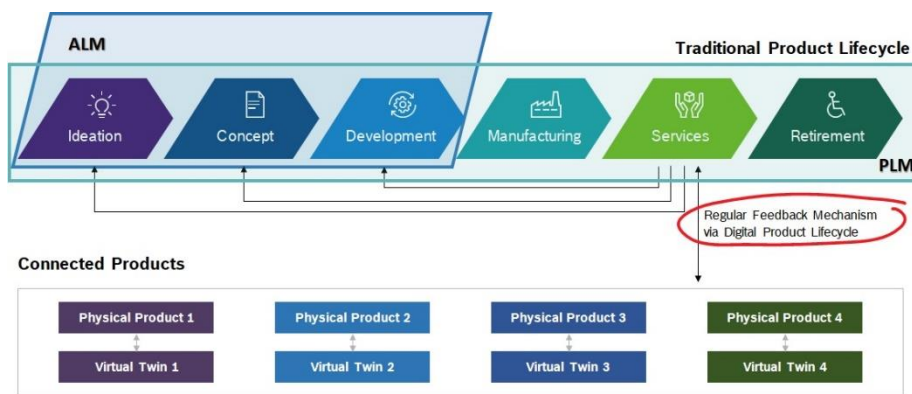 ALM
Traditional Product Lifecycle
Ideation
Concept
Development
Manufacturing
Services
Retirement
PLM
Regular Feedback Mechanism
via Digital Product Lifecycle
Connected Products
Physical Product 1
Physical Product 2
Physical Product 3
Physical Product 4
Virtual Twin 1
Virtual Twin 2
Virtual Twin 3
Virtual Twin 4